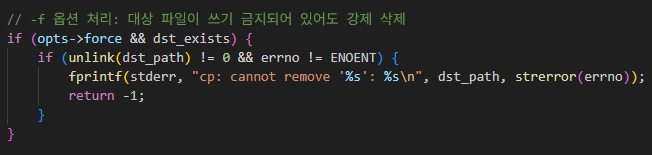 // -f 옵션 처리: 대상 파일이 쓰기 금지되어 있어도 강제 삭제
if (opts->force && dst_exists) {
    if (unlink(dst_path) != 0 && errno != ENOENT) {
        fprintf(stderr, "cp: cannot remove '%s': %s\n", dst_path, strerror(errno));
        return -1;
    }
}